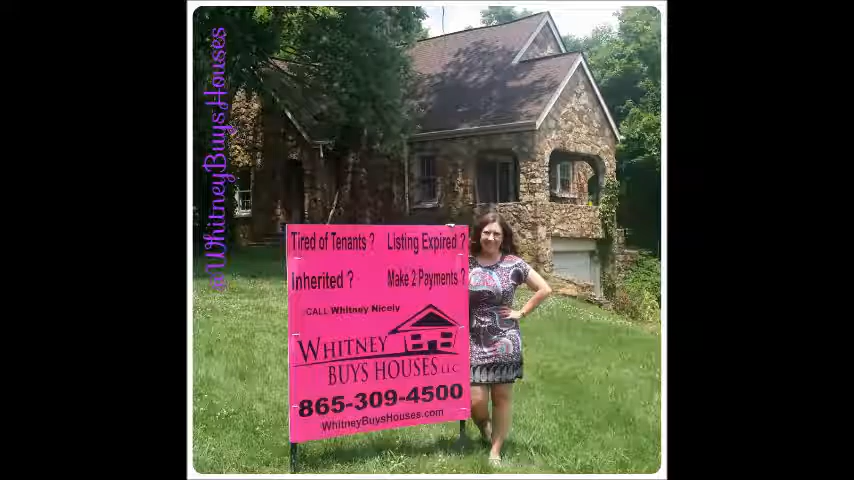 @WhitneyBuysHouses
Tired of Tenants ? Listing Expired ?
Inherited ? Make 2 Payments ?
CALL Whitney Nicely
WHITNEY
BUYS HOUSES LLC
865-309-4500
WhitneyBuysHouses.com